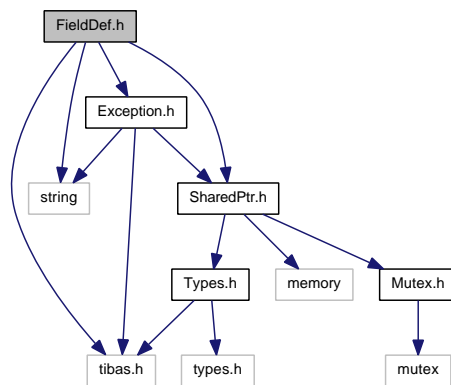 FieldDef.h
Exception.h
string
SharedPtr.h
Types.h
memory
Mutex.h
tibas.h
types.h
mutex